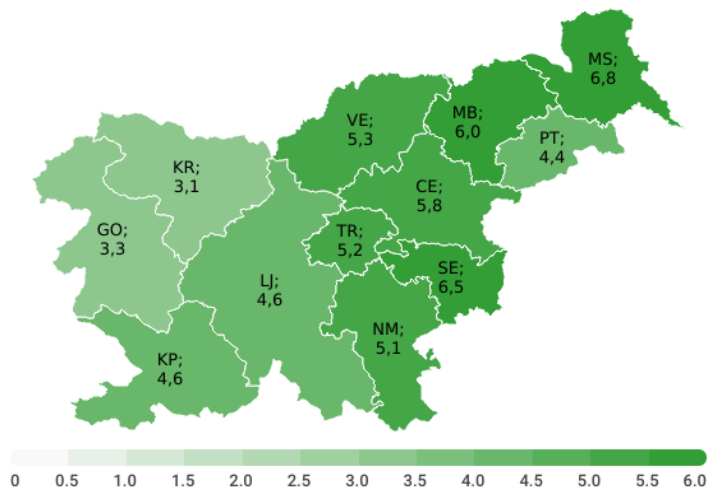 MS;
6,8
MB;
6,0
VE;
5,3
PT;
4,4
KR;
3,1
CE;
5,8
GO;
3,3
TR;
5,2
SE;
6,5
LJ;
4,6
NM;
5,1
KP;
4,6
0 0.5 1.0 1.5 2.0 2.5 3.0 3.5 4.0 4.5 5.0 5.5 6.0